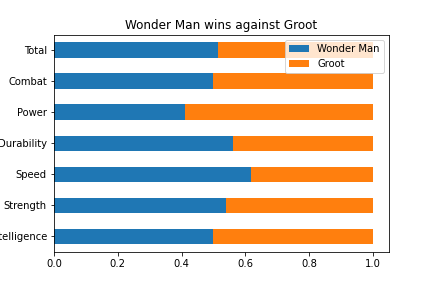 Wonder Man wins against Groot
Total
Combat
Power
Durability
Speed
Strength
telligence
Wonder Man
Groot
0.0 0.2 0.4 0.6 0.8 1.0